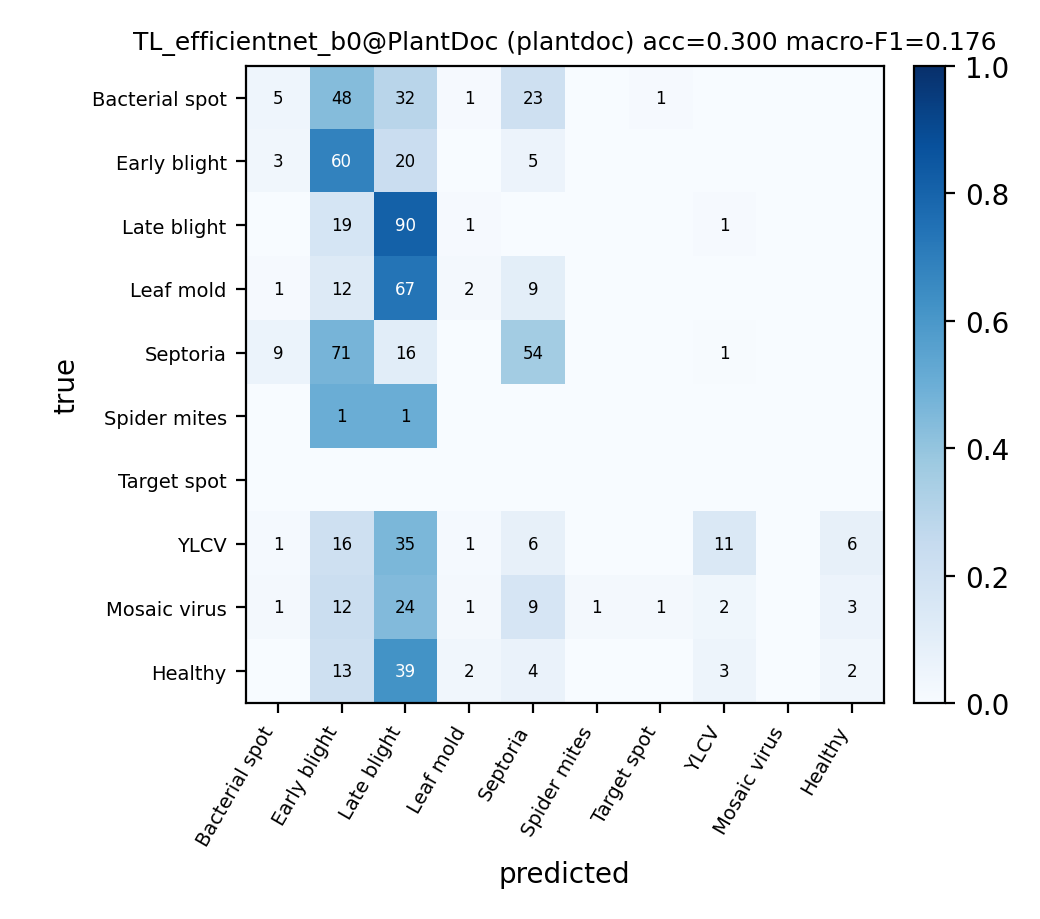 TL_efficientnet_b0@PlantDoc (plantdoc) acc=0.300 macro-F1=0.176
Bacterial spot 5 48 32 1 23 1
Early blight 3 60 20 5
Late blight 19 90 1 1
Leaf mold 1 12 67 2 9
Septoria 9 71 16 54 1
Spider mites 1 1
Target spot
YLCV 1 16 35 1 6 11 6
Mosaic virus 1 12 24 1 9 1 1 2 3
Healthy 13 39 2 4 3 2
true
Bacterial spot
Early blight
Late blight
Leaf mold
Septoria
Spider mites
Target spot
YLCV
Mosaic virus
Healthy
predicted
1.0
0.8
0.6
0.4
0.2
0.0